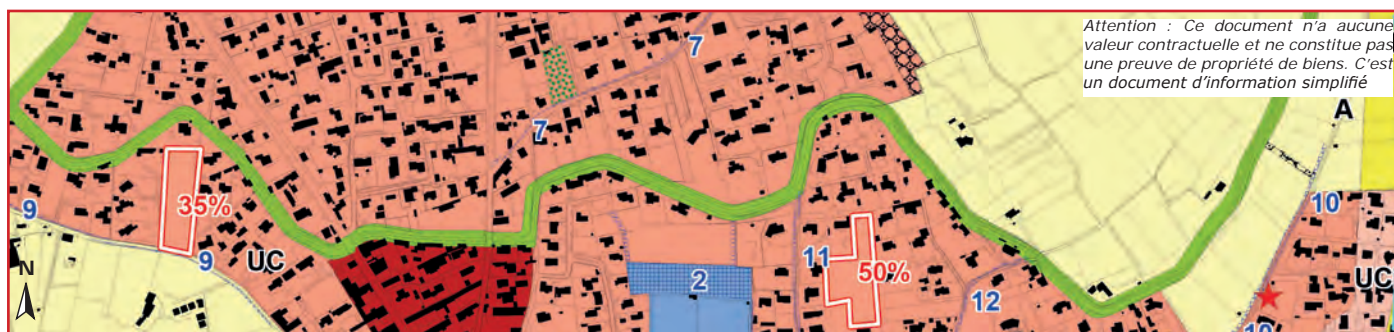 Attention : Ce document n'a aucune
valeur contractuelle et ne constitue pas
une preuve de propriété de biens. C'est
un document d'information simplifié
7
A
7
35%
9
10
9
UC
11
2
50%
UC
12
10
N